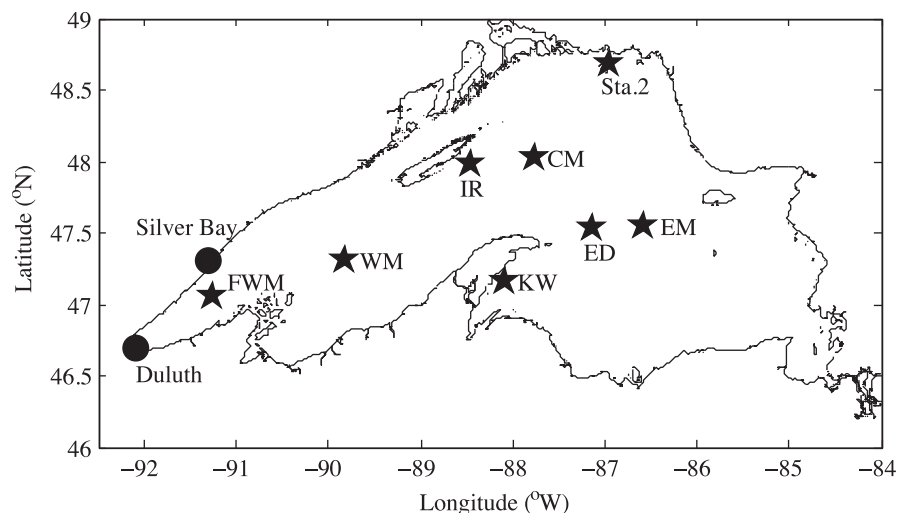 49
48.5
48
47.5
47
46.5
46
Latitude (°N)
Sta.2
CM
IR
Silver Bay
FWM
WM
ED
EM
KW
Duluth
−92
−91
−90
−89
−88
−87
−86
−85
−84
Longitude (°W)